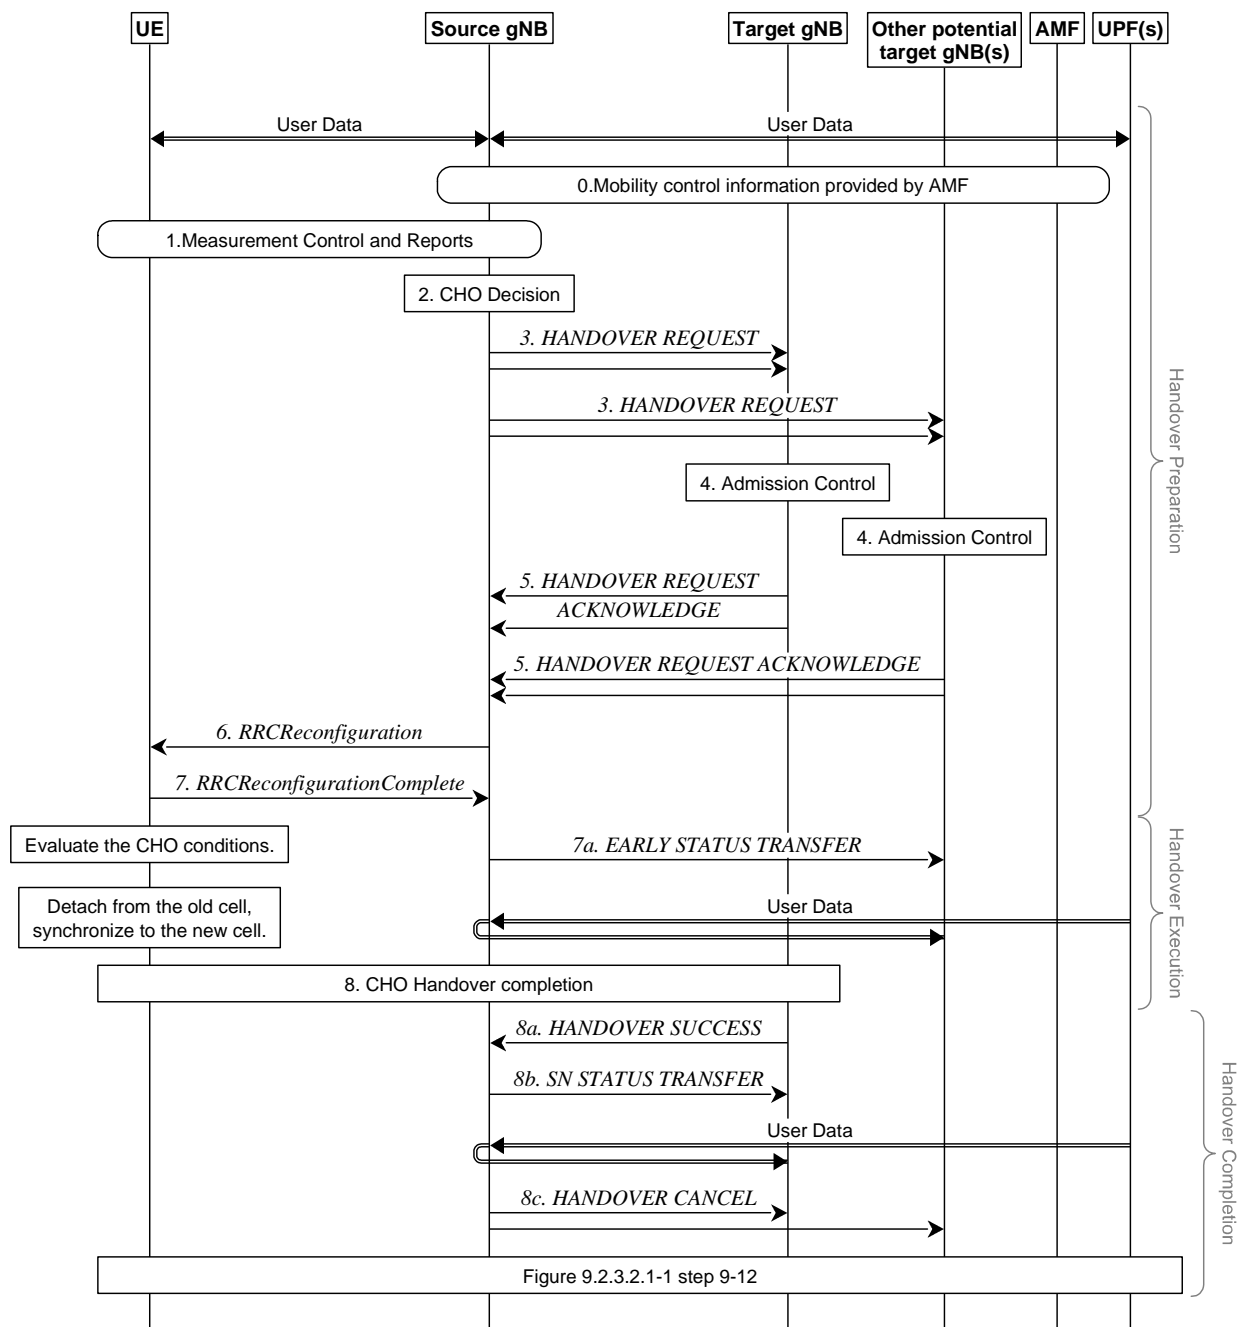 UE
Source gNB
Target gNB
Other potential
target gNB(s)
AMF
UPF(s)
User Data
User Data
0.Mobility control information provided by AMF
1.Measurement Control and Reports
2. CHO Decision
3. HANDOVER REQUEST
3. HANDOVER REQUEST
4. Admission Control
4. Admission Control
5. HANDOVER REQUEST
ACKNOWLEDGE
5. HANDOVER REQUEST ACKNOWLEDGE
6. RRCReconfiguration
7. RRCReconfigurationComplete
Handover Preparation
Evaluate the CHO conditions.
7a. EARLY STATUS TRANSFER
Detach from the old cell,
synchronize to the new cell.
User Data
8. CHO Handover completion
Handover Execution
8a. HANDOVER SUCCESS
8b. SN STATUS TRANSFER
User Data
8c. HANDOVER CANCEL
Handover Completion
Figure 9.2.3.2.1-1 step 9-12